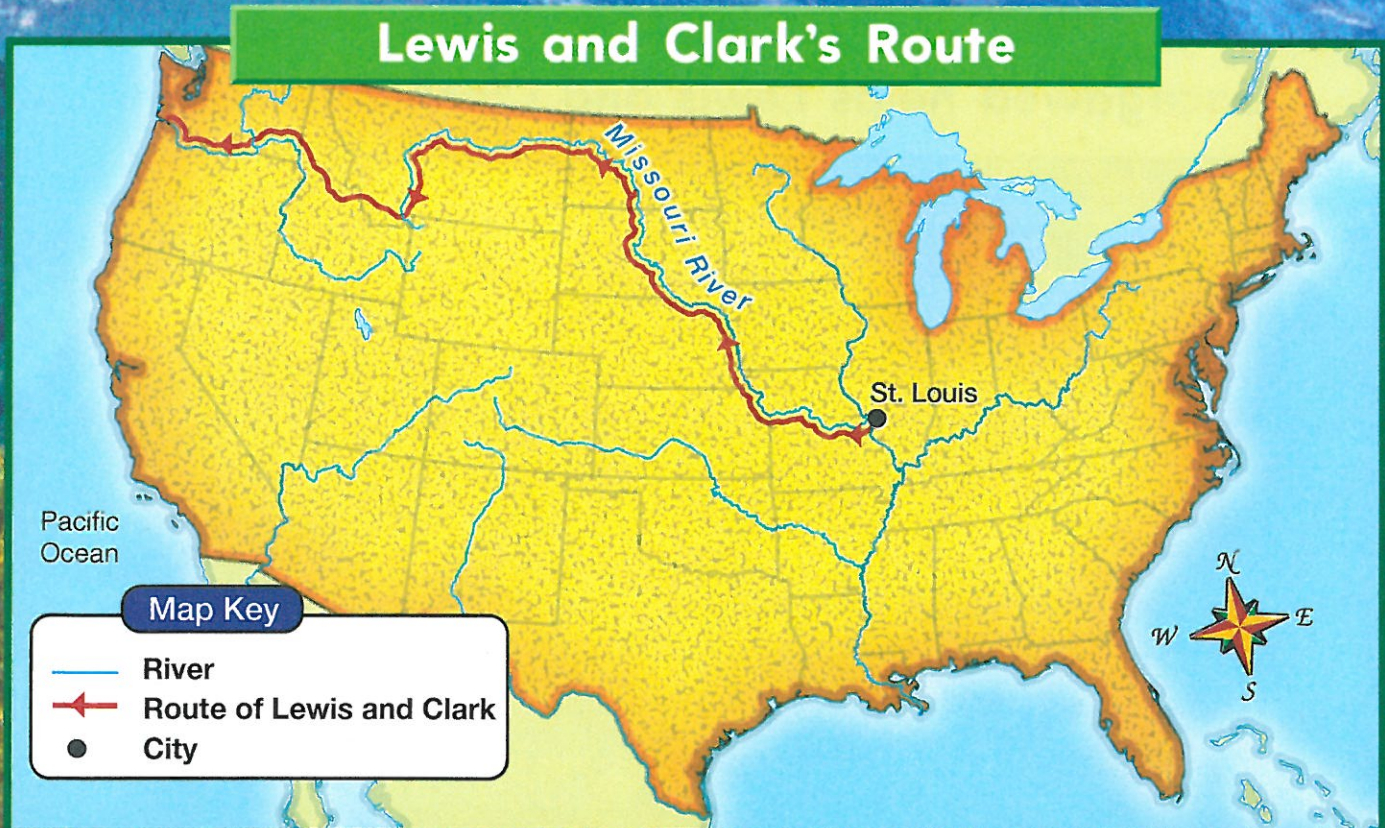 Lewis and Clark's Route
Missouri River
St. Louis
Pacific
Ocean
N
W
E
S
Map Key
River
Route of Lewis and Clark
City